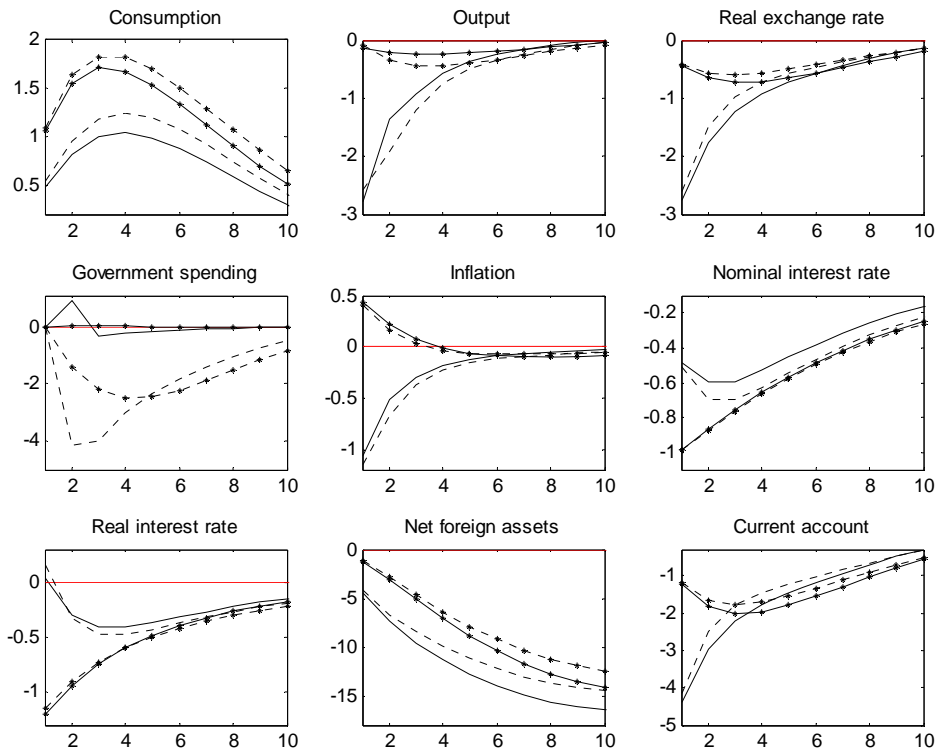 Consumption
2
1.5
1
0.5
2 4 6 8 10
Output
0
-1
-2
-3
2 4 6 8 10
Real exchange rate
0
-1
-2
-3
2 4 6 8 10
Government spending
0
-2
-4
2 4 6 8 10
Inflation
0.5
0
-0.5
-1
2 4 6 8 10
Nominal interest rate
-0.2
-0.4
-0.6
-0.8
-1
2 4 6 8 10
Real interest rate
0
-0.5
-1
2 4 6 8 10
Net foreign assets
0
-5
-10
-15
2 4 6 8 10
Current account
-1
-2
-3
-4
-5
2 4 6 8 10